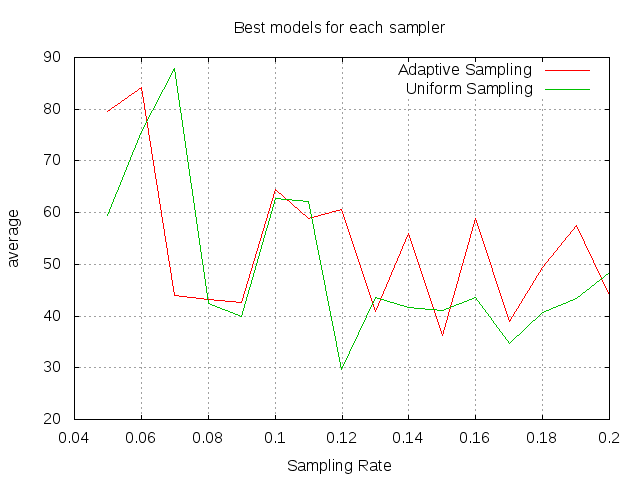 Best models for each sampler
Adaptive Sampling
Uniform Sampling
90
80
70
60
50
40
30
20
average
0.04 0.06 0.08 0.1 0.12 0.14 0.16 0.18 0.2
Sampling Rate